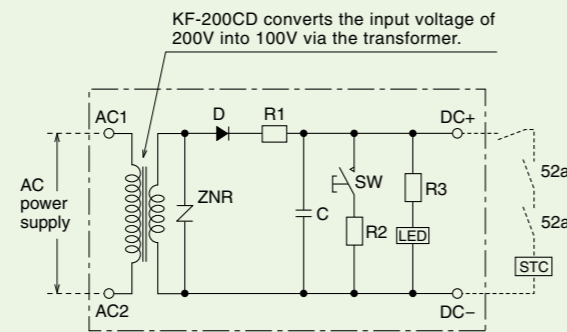 KF-200CD converts the input voltage of
200V into 100V via the transformer.
AC1
D
R1
DC+
AC
power
supply
ZNR
C
SW
R2
R3
LED
52a
52a
STC
AC2
DC−